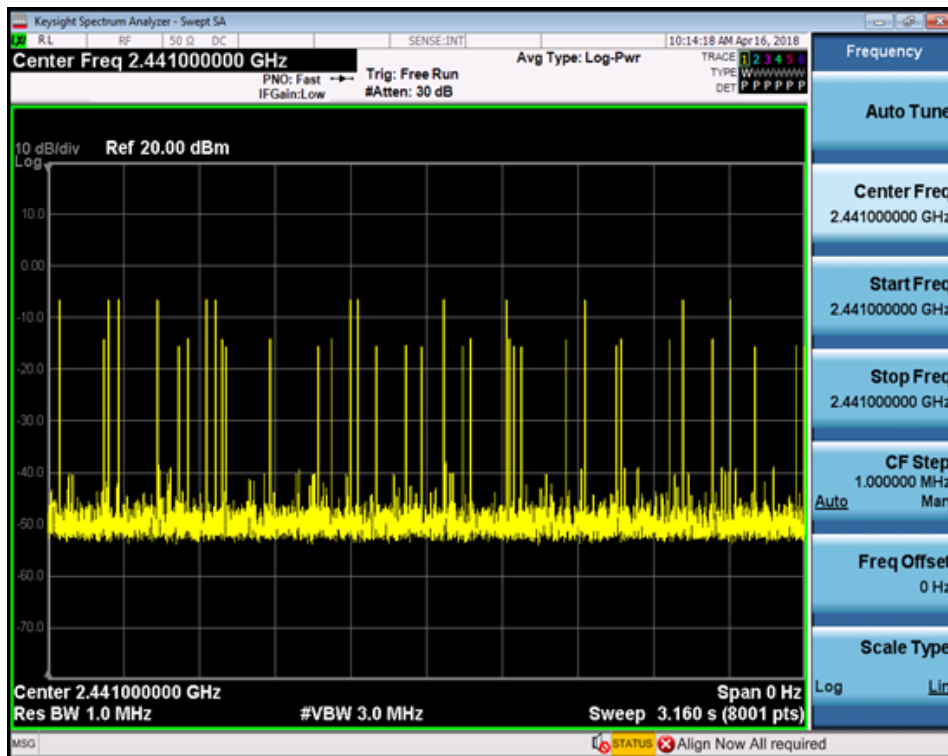 Keysight Spectrum Analyzer - Swept SA
RL RF 50 Ω DC SENSE:INT 10:14:18 AM Apr 16, 2018
Center Freq 2.441000000 GHz
PNO: Fast
IFGain:Low
Trig: Free Run
#Atten: 30 dB
Avg Type: Log-Pwr
TRACE 1 2 3 4 5 6
TYPE W
DET P P P P P P
10 dB/div Ref 20.00 dBm
Log
10.0
0.00
-10.0
-20.0
-30.0
-40.0
-50.0
-60.0
-70.0
Center 2.441000000 GHz Span 0 Hz
Res BW 1.0 MHz #VBW 3.0 MHz Sweep 3.160 s (8001 pts)
MSG STATUS Align Now All required
Frequency
Auto Tune
Center Freq
2.441000000 GHz
Start Freq
2.441000000 GHz
Stop Freq
2.441000000 GHz
CF Step
1.000000 MHz
Auto Man
Freq Offset
0 Hz
Scale Type
Log Lin